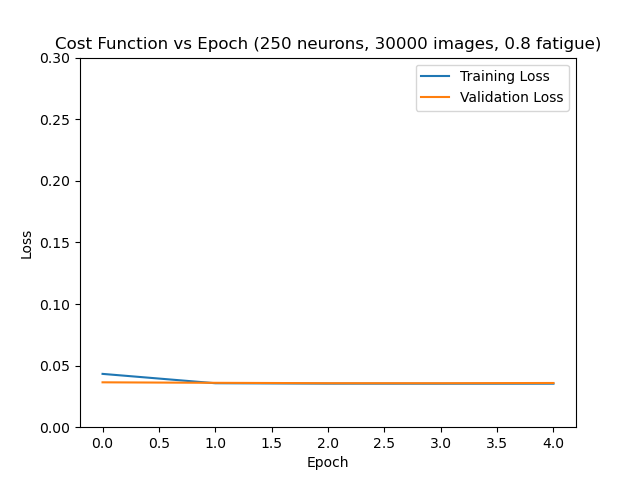 Cost Function vs Epoch (250 neurons, 30000 images, 0.8 fatigue)
0.30
0.25
0.20
0.15
0.10
0.05
0.00
Loss
Training Loss
Validation Loss
0.0 0.5 1.0 1.5 2.0 2.5 3.0 3.5 4.0
Epoch